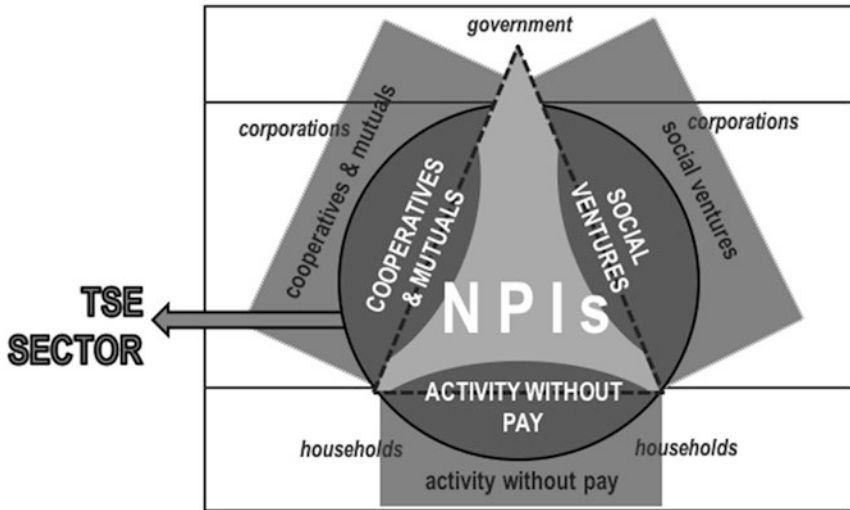 government
corporations
corporations
cooperatives & mutuals
social ventures
COOPERATIVES
& MUTUALS
SOCIAL
VENTURES
TSE
SECTOR
NPIs
ACTIVITY WITHOUT
PAY
households
households
activity without pay